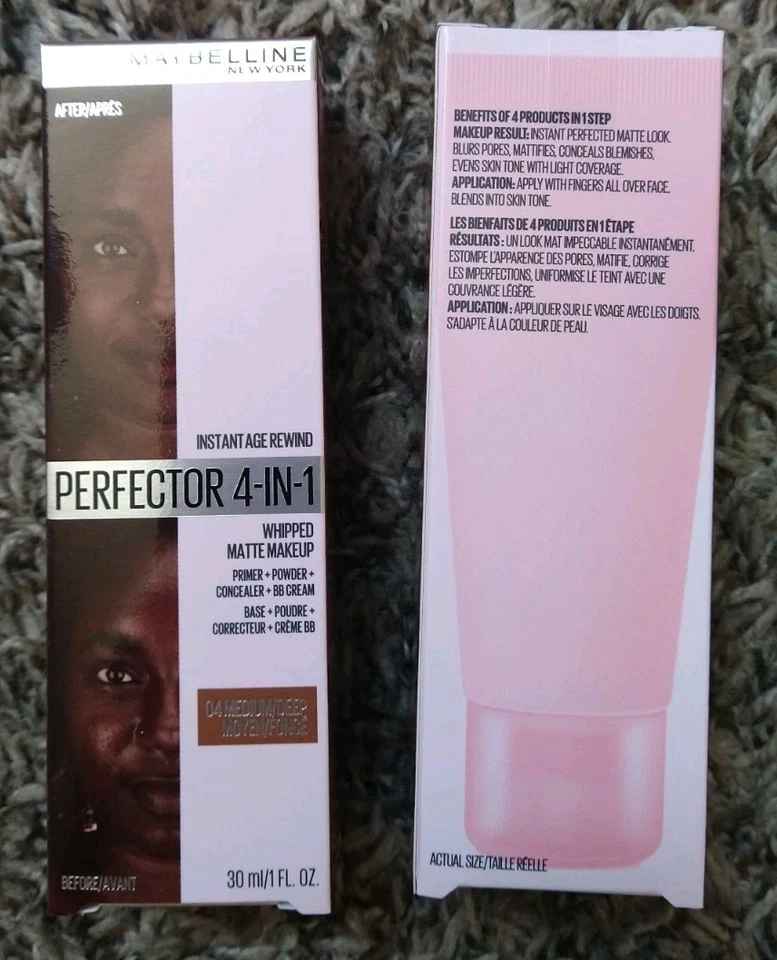 MAYBELLINE
NEW YORK
AFTER/APRÈS
INSTANT AGE REWIND
PERFECTOR 4-IN-1
WHIPPED
MATTE MAKEUP
PRIMER + POWDER +
CONCEALER + BB CREAM
BASE + POUDRE +
CORRECTEUR + CRÈME BB
04 MEDIUM/DEEP
MOYEN/FONCÉ
BEFORE/AVANT
30 ml/1 FL. OZ.
BENEFITS OF 4 PRODUCTS IN 1 STEP
MAKEUP RESULT: INSTANT PERFECTED MATTE LOOK.
BLURS PORES, MATTIFIES, CONCEALS BLEMISHES,
EVENS SKIN TONE WITH LIGHT COVERAGE.
APPLICATION: APPLY WITH FINGERS ALL OVER FACE.
BLENDS INTO SKIN TONE.
LES BIENFAITS DE 4 PRODUITS EN 1 ÉTAPE
RÉSULTATS : UN LOOK MAT IMPECCABLE INSTANTANÉMENT.
ESTOMPE L'APPARENCE DES PORES, MATIFIE, CORRIGE
LES IMPERFECTIONS, UNIFORMISE LE TEINT AVEC UNE
COUVRANCE LÉGÈRE.
APPLICATION : APPLIQUER SUR LE VISAGE AVEC LES DOIGTS.
S'ADAPTE À LA COULEUR DE PEAU.
ACTUAL SIZE/TAILLE RÉELLE